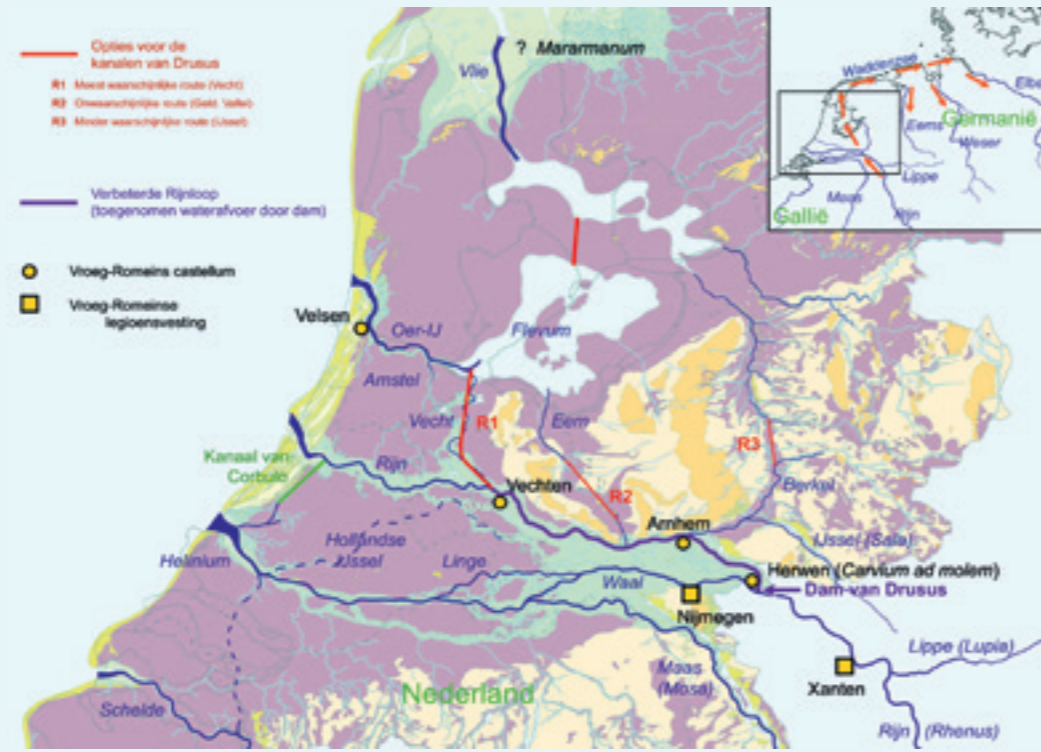 Opties voor de
kanalen van Drusus
R1 Meest waarschijnlijke route (Vecht)
R2 Onwaarschijnlijke route (Geld. Vallei)
R3 Minder waarschijnlijke route (IJssel)
Verbeterde Rijnloop
(toegenomen waterafvoer door dam)
Vroeg-Romeins castellum
Vroeg-Romeinse
legioensvesting
? Mararmanum
Vlie
Waddenzee
Elbe
Germanië
Eems
Weser
Lippe
Maas
Rijn
Gallië
Velsen
Oer-IJ
Flevum
Amstel
Vecht
R1
Eem
R3
Kanaal van
Corbulo
Rijn
Vechten
R2
Berkel
Arnhem
IJssel (Sala)
Hollandse
IJssel
Linge
Helinium
Waal
Herwen (Carvium ad molem)
Dam van Drusus
Nijmegen
Lippe (Lupia)
Maas
(Mosa)
Xanten
Nederland
Schelde
Rijn (Rhenus)